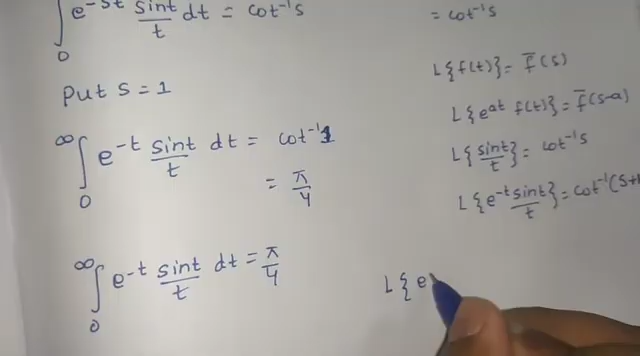 ∫₀ e^-st sint/t dt = cot⁻¹s
Put s = 1
∫₀^∞ e^-t sint/t dt = cot⁻¹1
= π/4
∫₀^∞ e^-t sint/t dt = π/4
= cot⁻¹s
L{f(t)} = f̅(s)
L{e^at f(t)} = f̅(s-a)
L{sint/t} = cot⁻¹s
L{e^-t sint/t} = cot⁻¹(s+
L{e